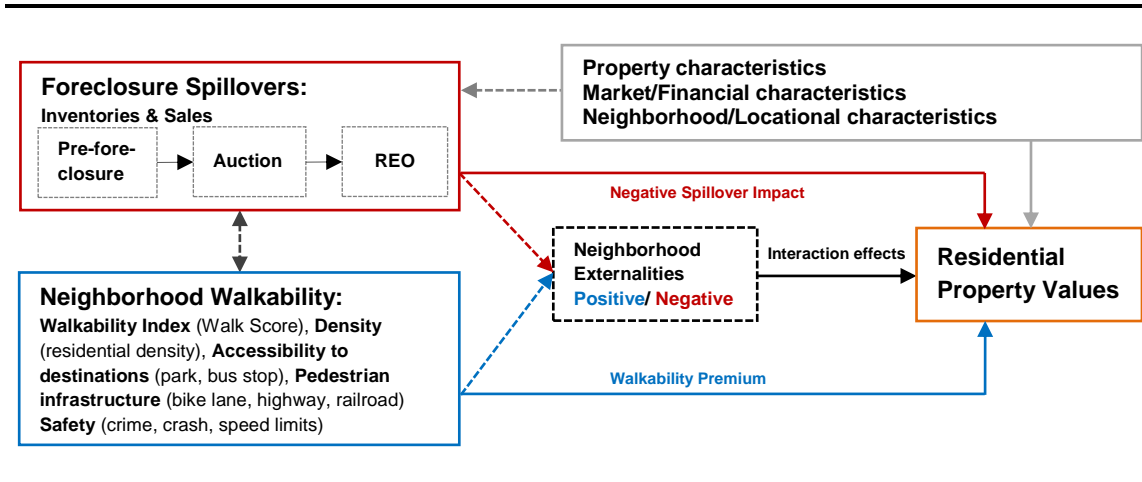 Foreclosure Spillovers:
Inventories & Sales
Pre-fore-
closure
Auction
REO
Property characteristics
Market/Financial characteristics
Neighborhood/Locational characteristics
Negative Spillover Impact
Neighborhood
Externalities
Positive/ Negative
Interaction effects
Residential
Property Values
Neighborhood Walkability:
Walkability Index (Walk Score), Density
(residential density), Accessibility to
destinations (park, bus stop), Pedestrian
infrastructure (bike lane, highway, railroad)
Safety (crime, crash, speed limits)
Walkability Premium